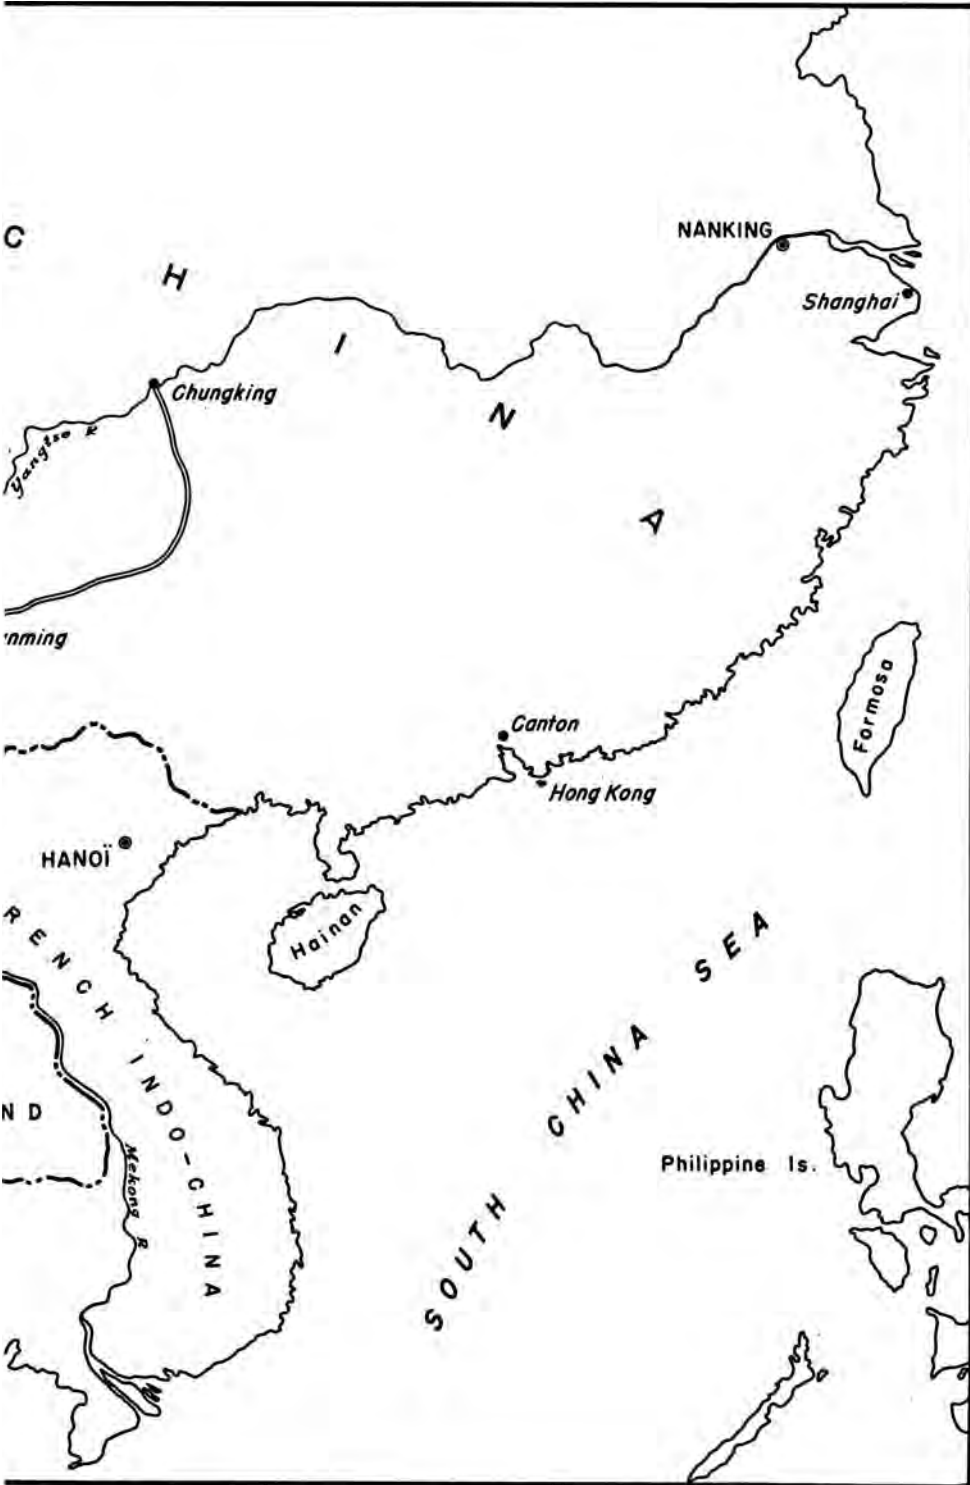 C H I N A
NANKING
Shanghai
Chungking
Yangtse R
nming
Formosa
Canton
Hong Kong
HANOÏ
Hainan
RENCH INDO-CHINA
SOUTH CHINA SEA
ND
Mekong R
Philippine Is.